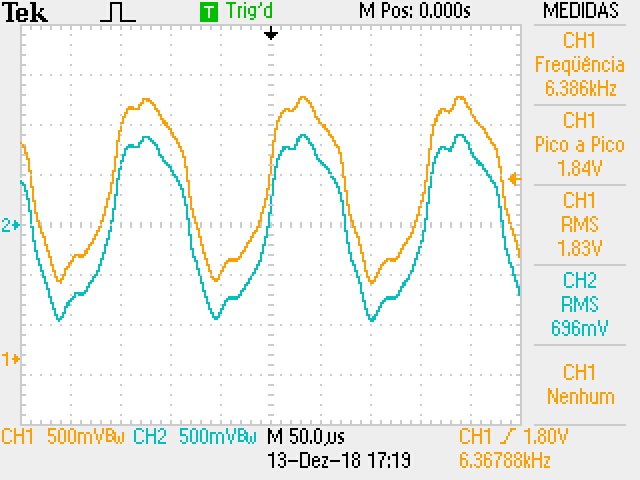 Tek T Trig'd M Pos: 0.000s MEDIDAS
CH1
Freqüência
6.386kHz
CH1
Pico a Pico
1.84V
CH1
RMS
1.83V
CH2
RMS
696mV
CH1
Nenhum
2
1
CH1 500mVBw CH2 500mVBw M 50.0µs CH1 1.80V
13-Dez-18 17:19 6.36788kHz